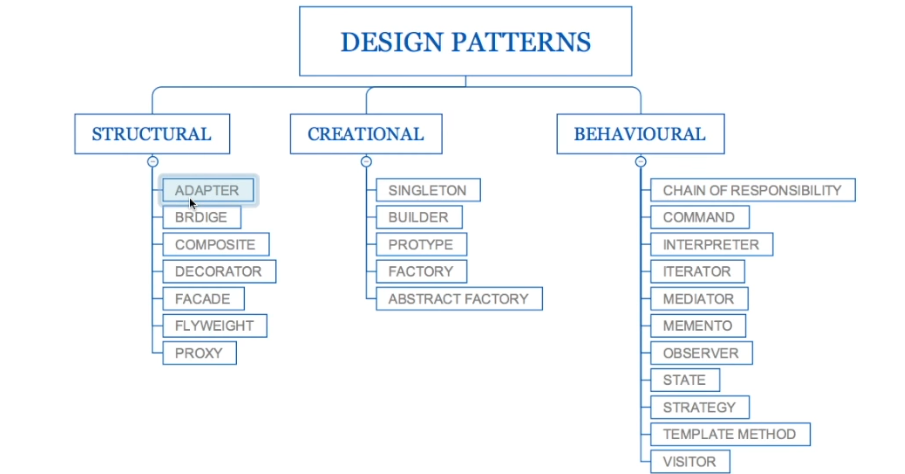 DESIGN PATTERNS
STRUCTURAL
ADAPTER
BRDIGE
COMPOSITE
DECORATOR
FACADE
FLYWEIGHT
PROXY
CREATIONAL
SINGLETON
BUILDER
PROTYPE
FACTORY
ABSTRACT FACTORY
BEHAVIOURAL
CHAIN OF RESPONSIBILITY
COMMAND
INTERPRETER
ITERATOR
MEDIATOR
MEMENTO
OBSERVER
STATE
STRATEGY
TEMPLATE METHOD
VISITOR